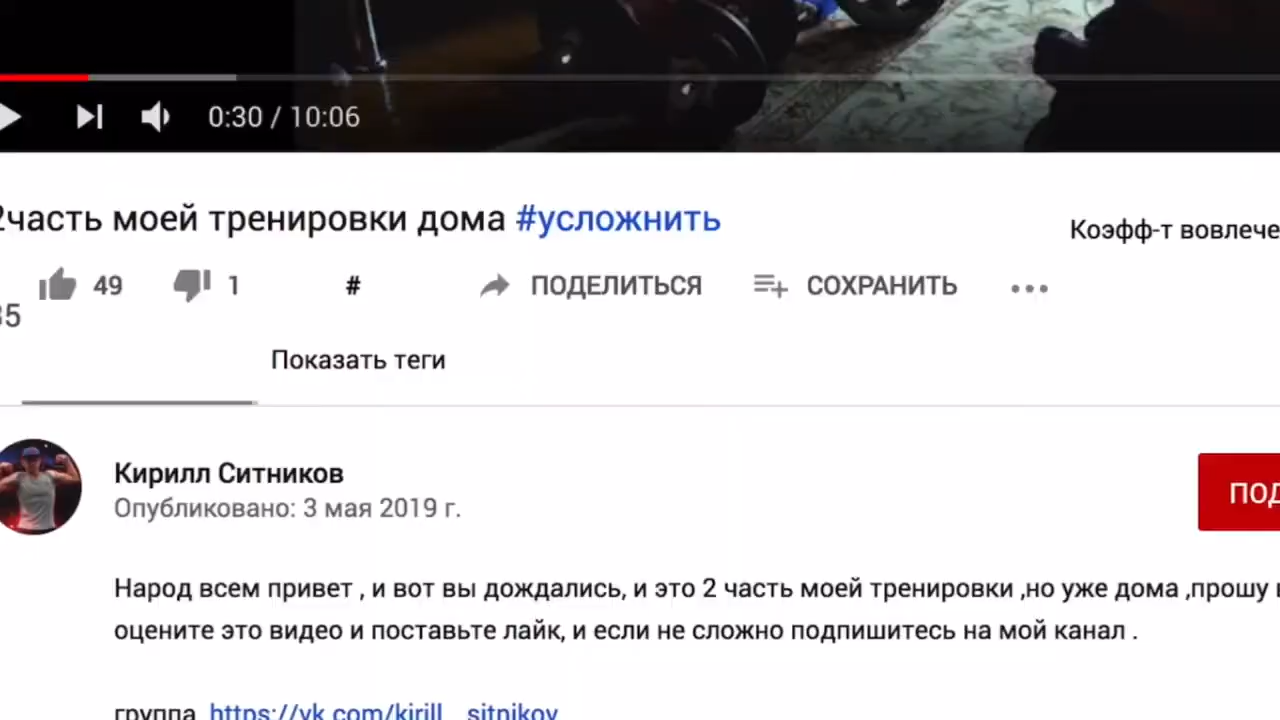 0:30 / 10:06
2часть моей тренировки дома #усложнить
Коэфф-т вовлече
49 1 # ПОДЕЛИТЬСЯ СОХРАНИТЬ
35
Показать теги
Кирилл Ситников
Опубликовано: 3 мая 2019 г.
ПОД
Народ всем привет , и вот вы дождались, и это 2 часть моей тренировки ,но уже дома ,прошу
оцените это видео и поставьте лайк, и если не сложно подпишитесь на мой канал .
группа https://vk.com/kirill__sitnikov